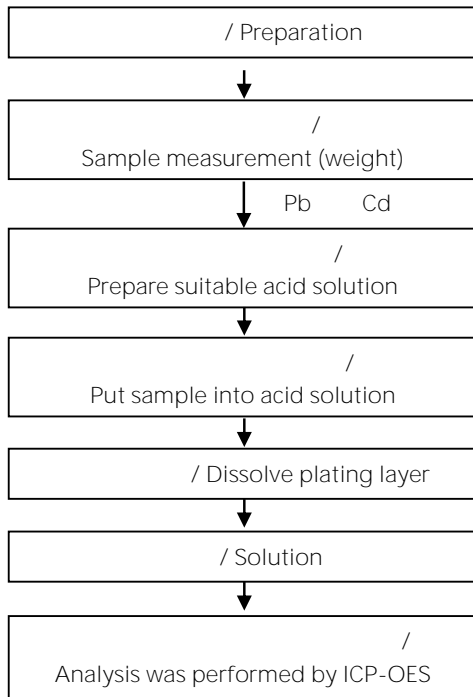 / Preparation
/
Sample measurement (weight)
Pb Cd
/
Prepare suitable acid solution
/
Put sample into acid solution
/ Dissolve plating layer
/ Solution
/
Analysis was performed by ICP-OES